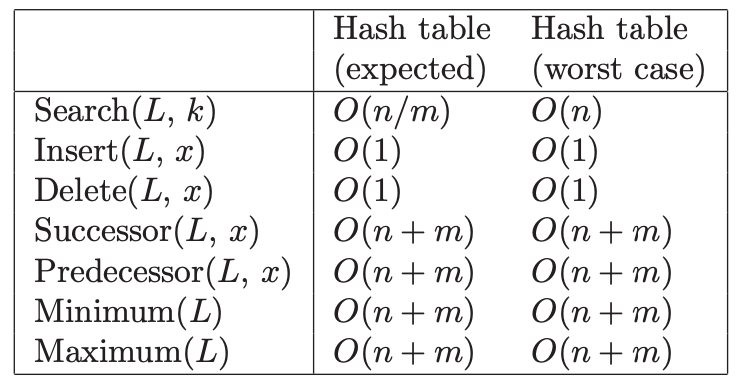 Hash table Hash table
(expected) (worst case)
Search(L, k) O(n/m) O(n)
Insert(L, x) O(1) O(1)
Delete(L, x) O(1) O(1)
Successor(L, x) O(n + m) O(n + m)
Predecessor(L, x) O(n + m) O(n + m)
Minimum(L) O(n + m) O(n + m)
Maximum(L) O(n + m) O(n + m)